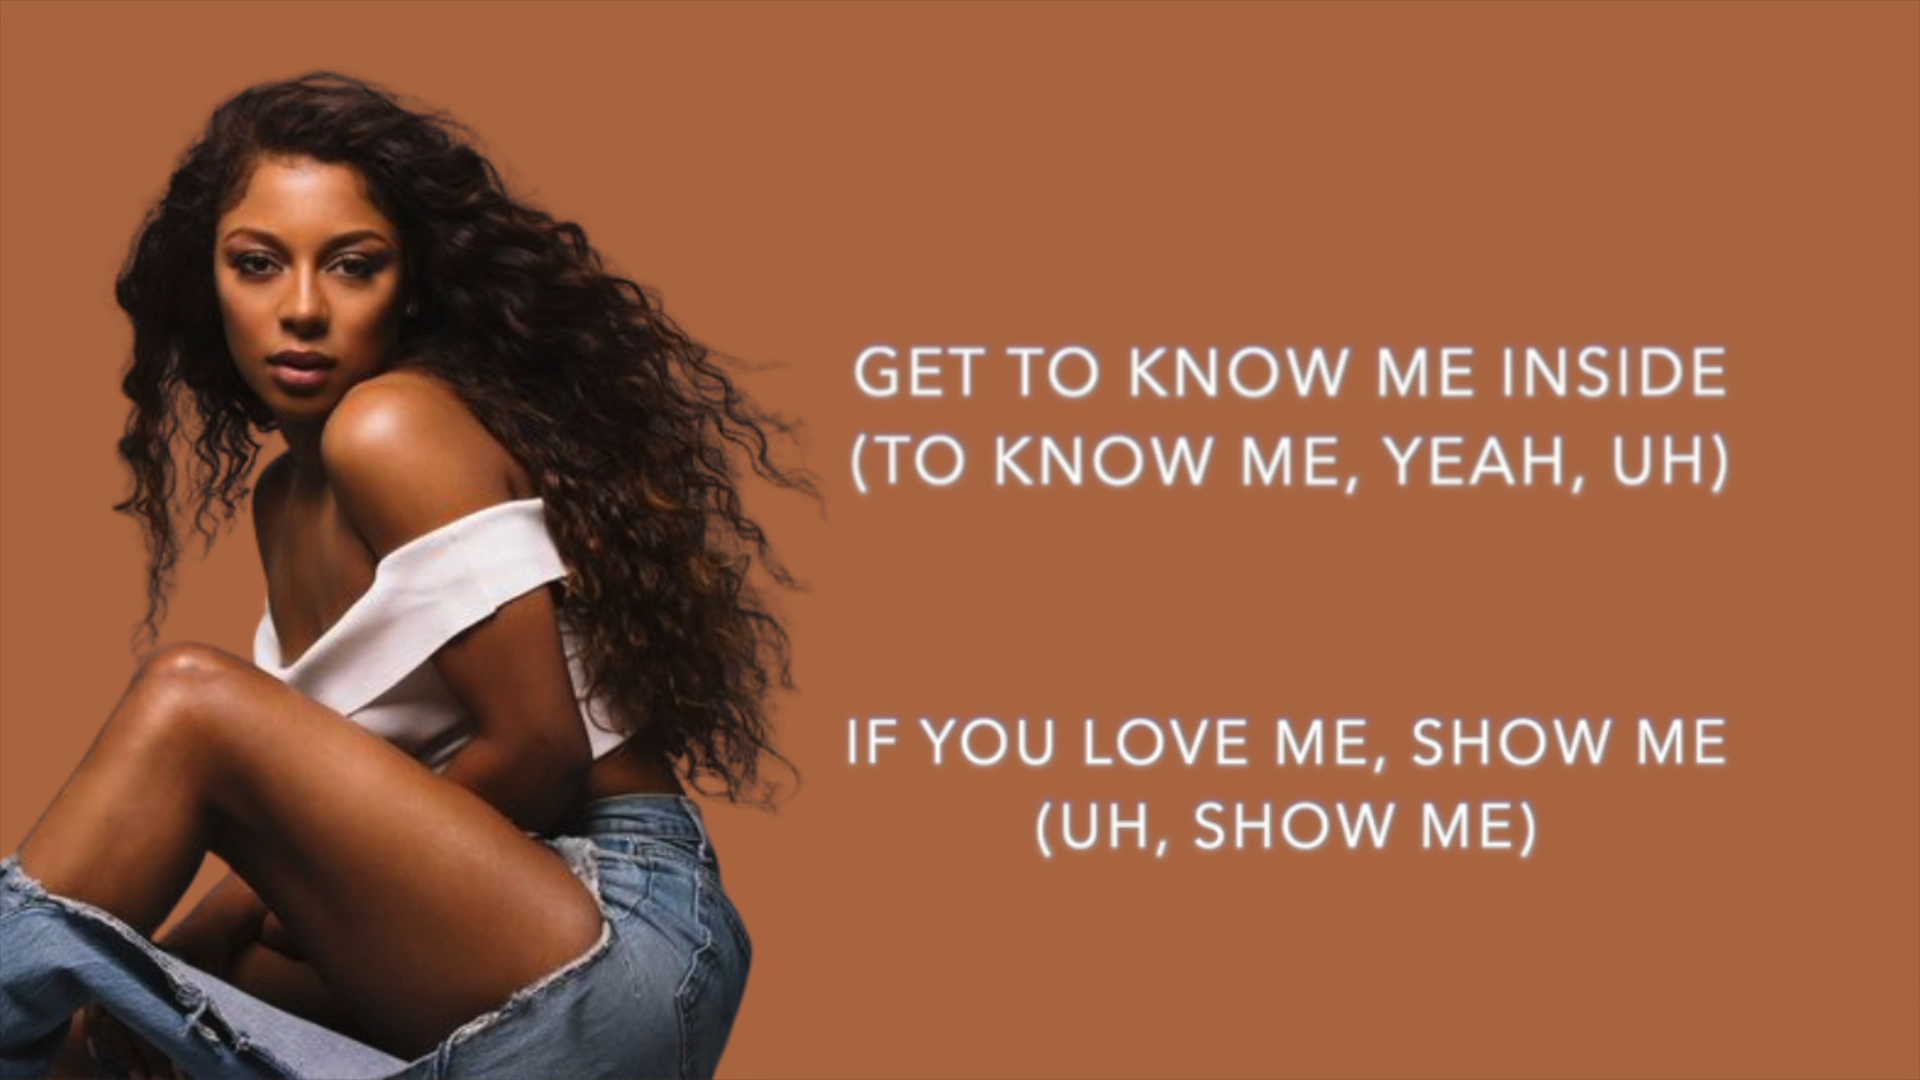 GET TO KNOW ME INSIDE
(TO KNOW ME, YEAH, UH)
IF YOU LOVE ME, SHOW ME
(UH, SHOW ME)